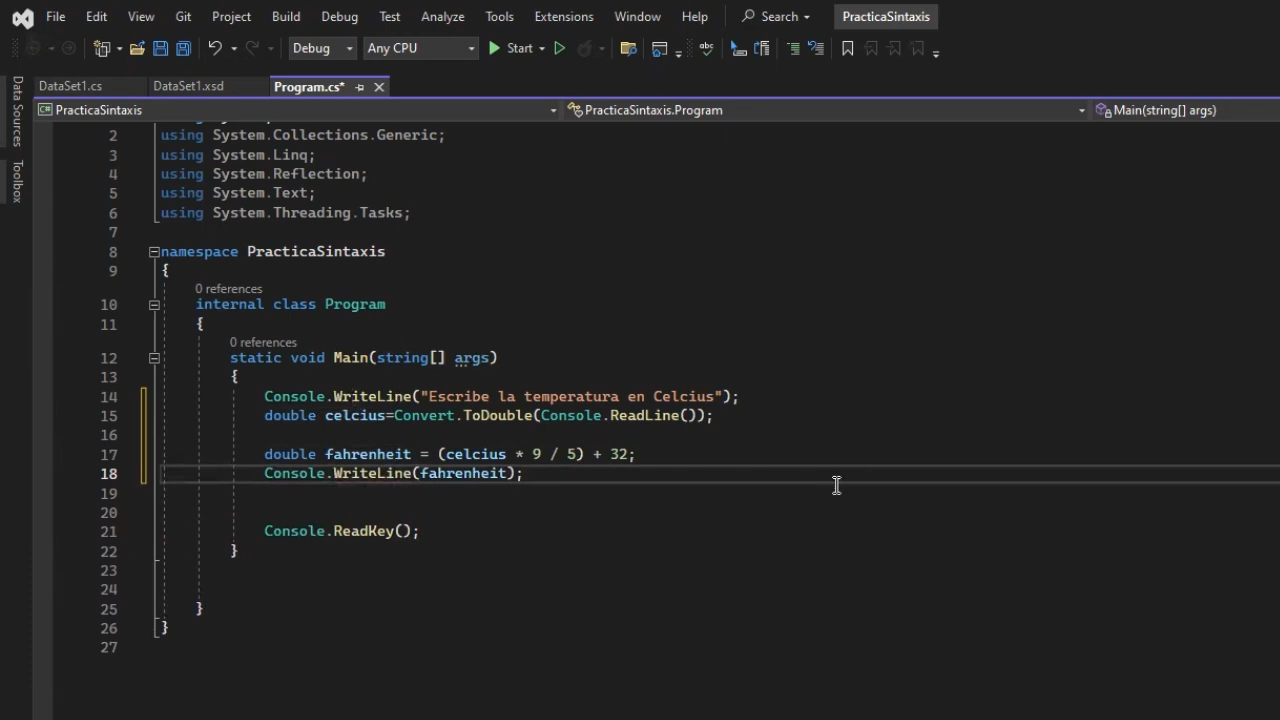 File Edit View Git Project Build Debug Test Analyze Tools Extensions Window Help Search PracticaSintaxis
Debug Any CPU Start
DataSet1.cs DataSet1.xsd Program.cs*
PracticaSintaxis PracticaSintaxis.Program Main(string[] args)
Data Sources
Toolbox
2 using System.Collections.Generic;
3 using System.Linq;
4 using System.Reflection;
5 using System.Text;
6 using System.Threading.Tasks;
7
8 namespace PracticaSintaxis
9 {
0 references
10 internal class Program
11 {
0 references
12 static void Main(string[] args)
13 {
14 Console.WriteLine("Escribe la temperatura en Celcius");
15 double celcius=Convert.ToDouble(Console.ReadLine());
16
17 double fahrenheit = (celcius * 9 / 5) + 32;
18 Console.WriteLine(fahrenheit);
19
20
21 Console.ReadKey();
22 }
23
24
25 }
26 }
27